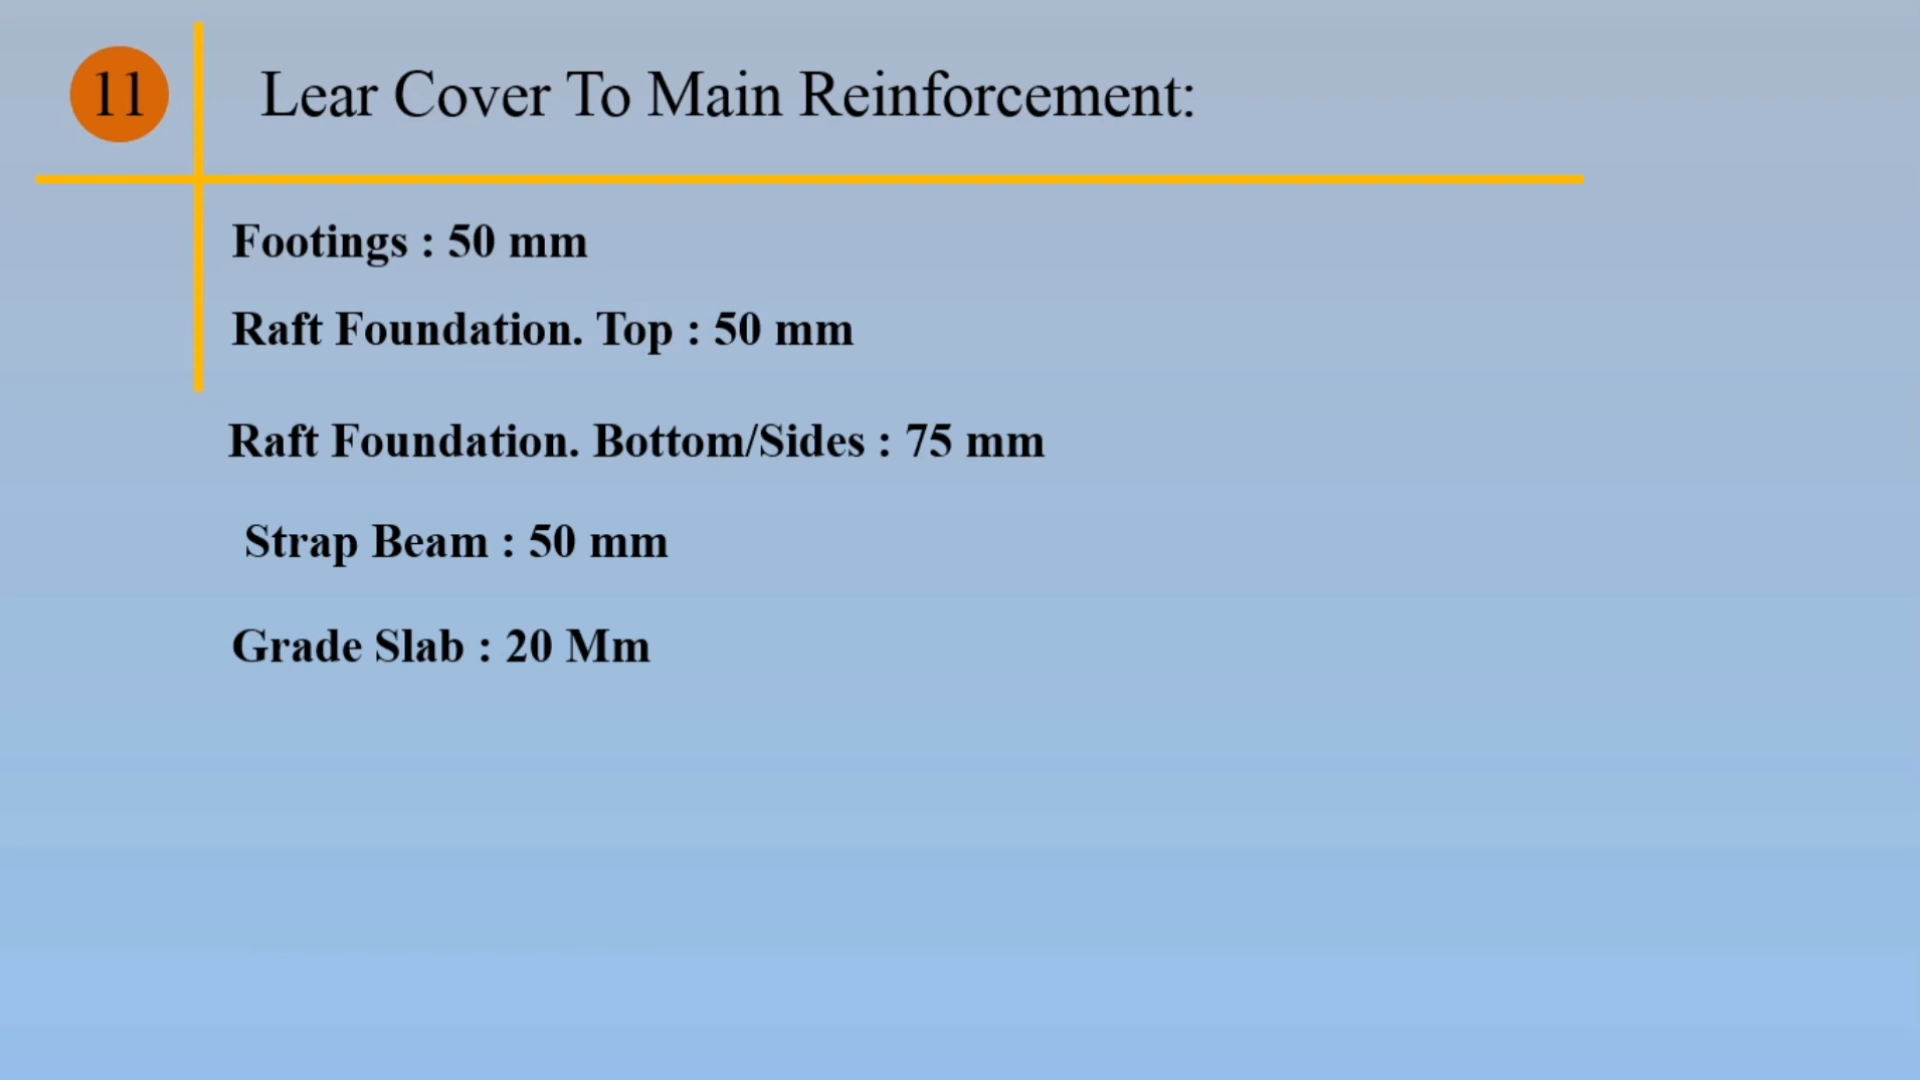 11
Lear Cover To Main Reinforcement:
Footings : 50 mm
Raft Foundation. Top : 50 mm
Raft Foundation. Bottom/Sides : 75 mm
Strap Beam : 50 mm
Grade Slab : 20 Mm